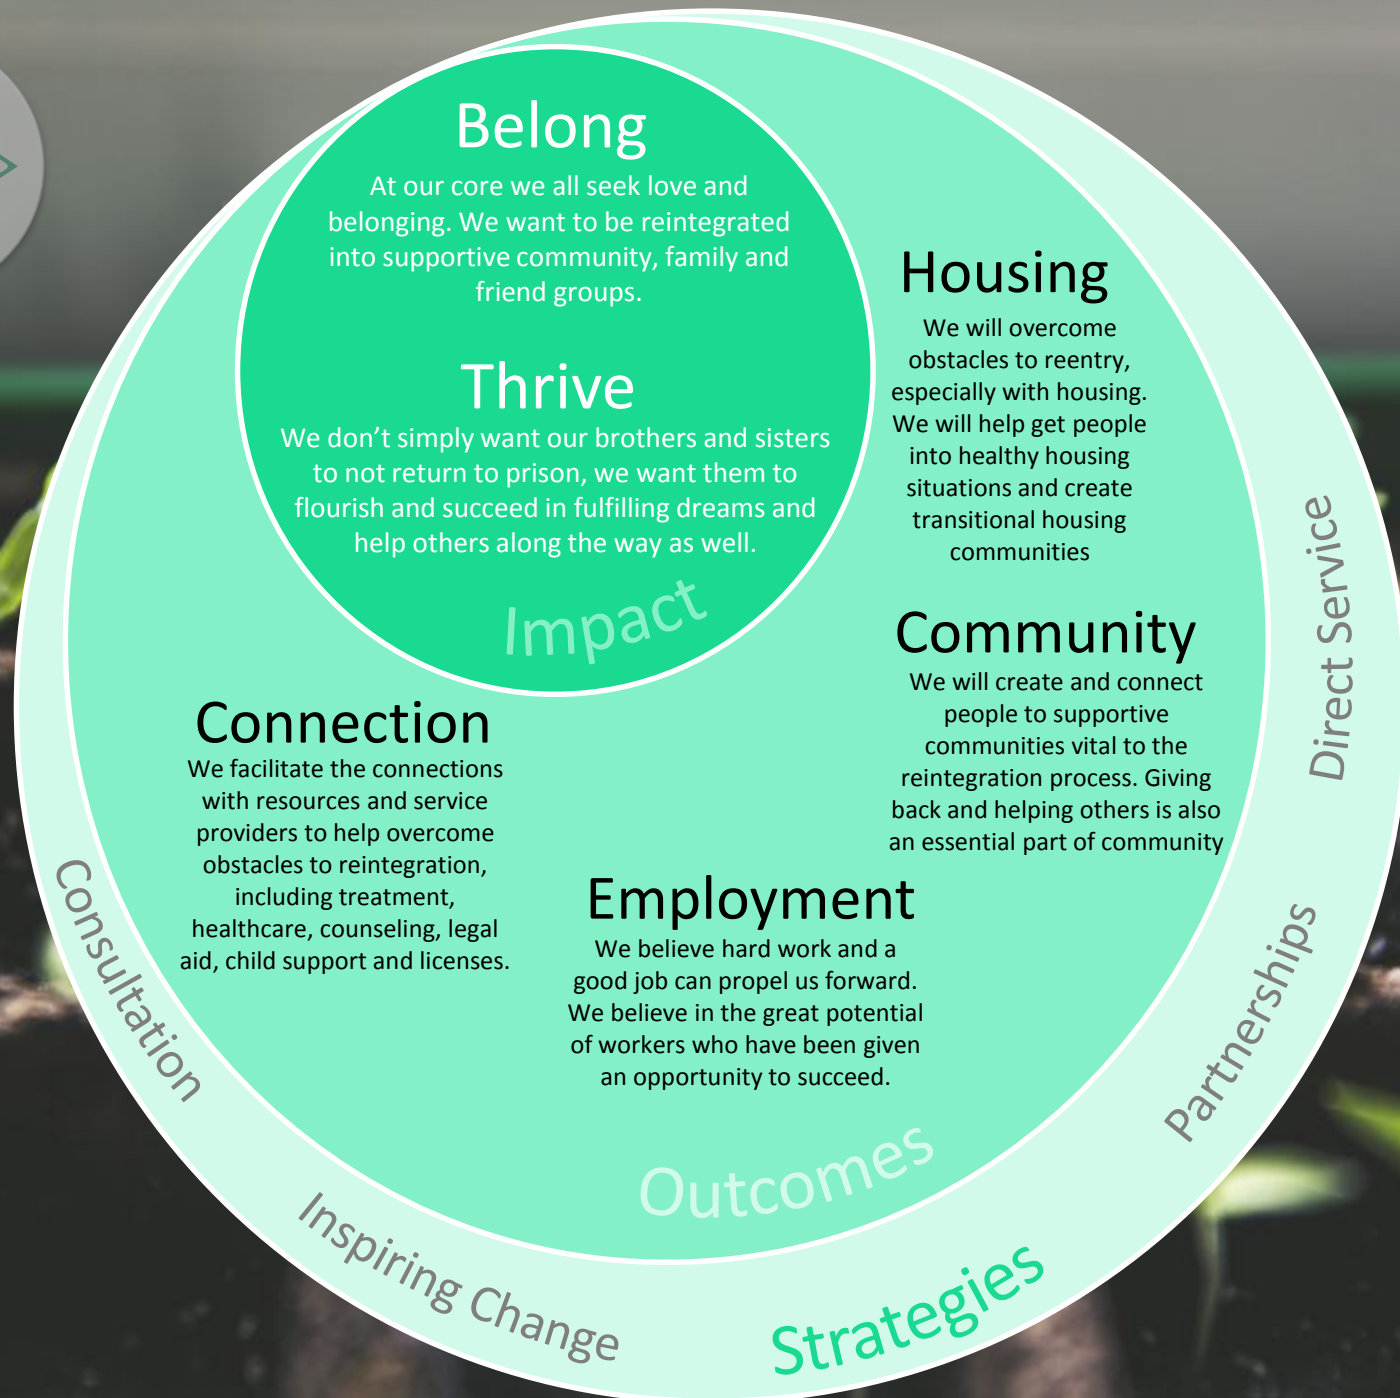 Belong
At our core we all seek love and
belonging. We want to be reintegrated
into supportive community, family and
friend groups.
Thrive
We don’t simply want our brothers and sisters
to not return to prison, we want them to
flourish and succeed in fulfilling dreams and
help others along the way as well.
Impact
Housing
We will overcome
obstacles to reentry,
especially with housing.
We will help get people
into healthy housing
situations and create
transitional housing
communities
Community
We will create and connect
people to supportive
communities vital to the
reintegration process. Giving
back and helping others is also
an essential part of community
Connection
We facilitate the connections
with resources and service
providers to help overcome
obstacles to reintegration,
including treatment,
healthcare, counseling, legal
aid, child support and licenses.
Employment
We believe hard work and a
good job can propel us forward.
We believe in the great potential
of workers who have been given
an opportunity to succeed.
Outcomes
Consultation
Inspiring Change
Strategies
Partnerships
Direct Service